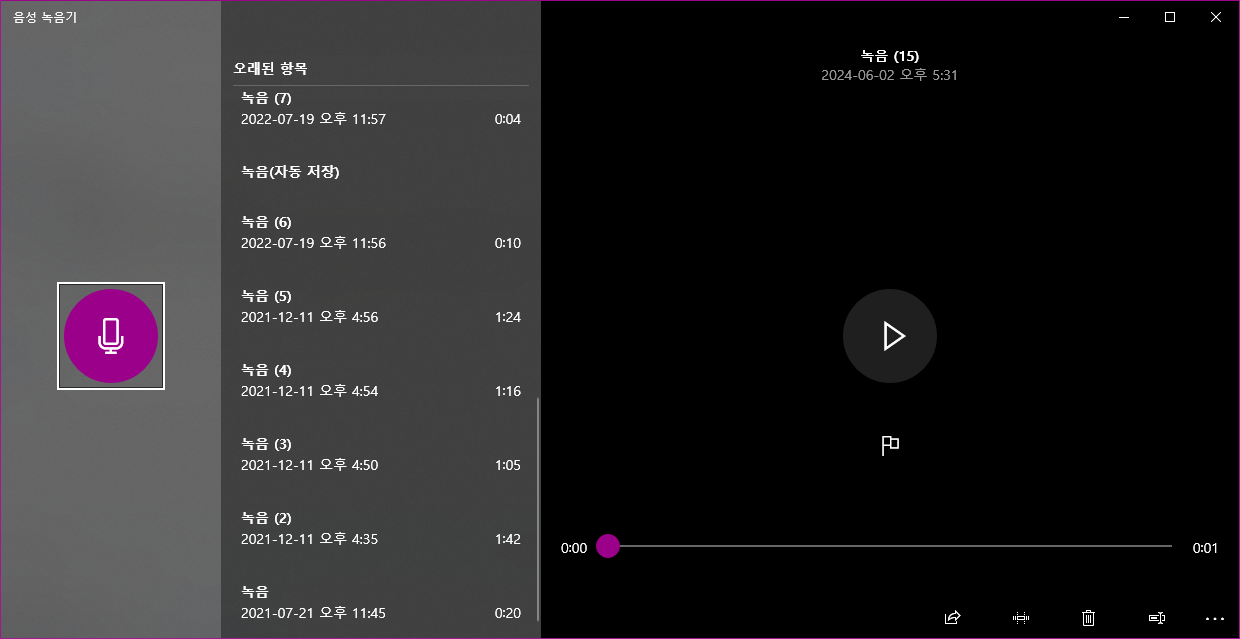 음성 녹음기
오래된 항목
녹음 (7)
2022-07-19 오후 11:57 0:04
녹음(자동 저장)
녹음 (6)
2022-07-19 오후 11:56 0:10
녹음 (5)
2021-12-11 오후 4:56 1:24
녹음 (4)
2021-12-11 오후 4:54 1:16
녹음 (3)
2021-12-11 오후 4:50 1:05
녹음 (2)
2021-12-11 오후 4:35 1:42
녹음
2021-07-21 오후 11:45 0:20
녹음 (15)
2024-06-02 오후 5:31
0:00 0:01